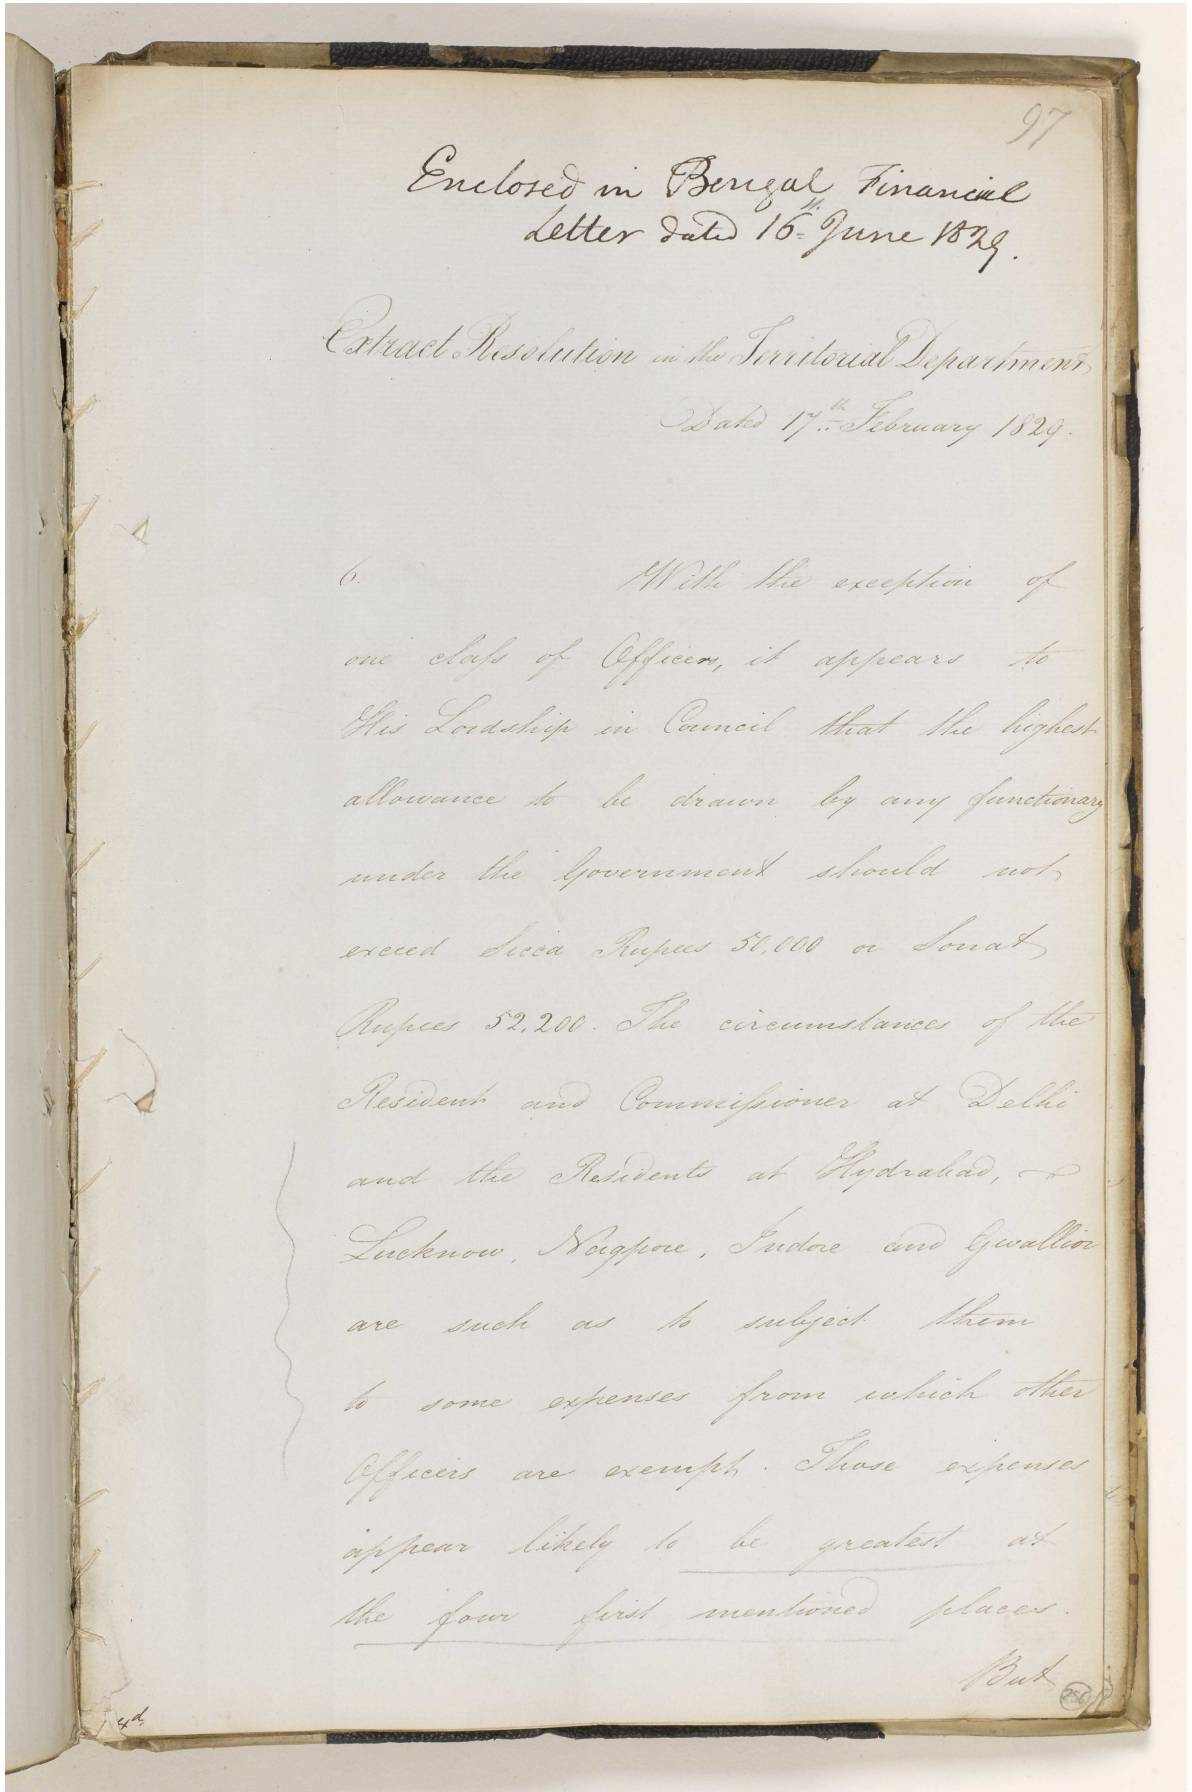 97
Enclosed in Bengal Financial
Letter dated 16th June 1829.
Extract Resolution in the Territorial Department
Dated 17th February 1829.
6. With the exception of
one class of Officers, it appears to
His Lordship in Council that the highest
allowance to be drawn by any functionary
under the Government should not
exceed Sicca Rupees 50,000 or Sonat
Rupees 52,200. The circumstances of the
Resident and Commissioner at Delhi
and the Residents at Hydrabad,
Lucknow, Nagpore, Indore and Gwallior
are such as to subject them
to some expenses from which other
Officers are exempt. Those expenses
appear likely to be greatest at
the four first mentioned places.
But
256